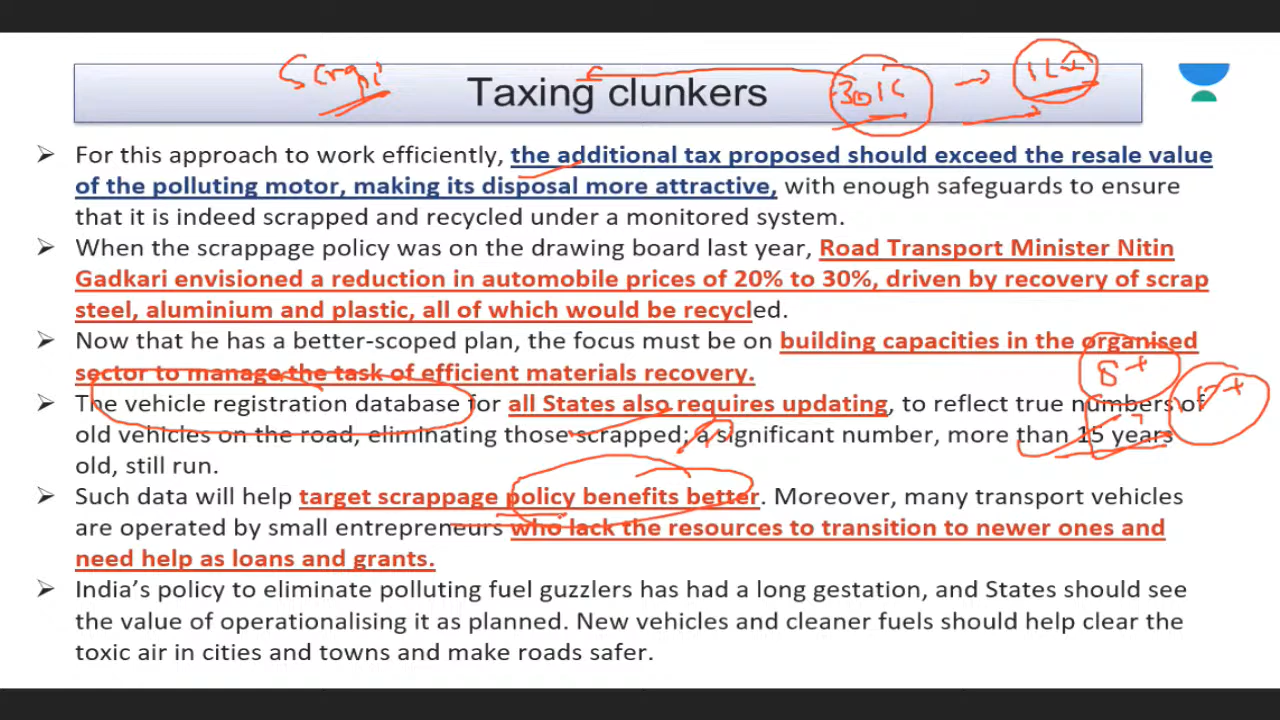 Taxing clunkers
30K
➢ For this approach to work efficiently, the additional tax proposed should exceed the resale value
of the polluting motor, making its disposal more attractive, with enough safeguards to ensure
that it is indeed scrapped and recycled under a monitored system.
➢ When the scrappage policy was on the drawing board last year, Road Transport Minister Nitin
Gadkari envisioned a reduction in automobile prices of 20% to 30%, driven by recovery of scrap
steel, aluminium and plastic, all of which would be recycled.
➢ Now that he has a better-scoped plan, the focus must be on building capacities in the organised
sector to manage the task of efficient materials recovery.
8+
➢ The vehicle registration database for all States also requires updating, to reflect true numbers of
old vehicles on the road, eliminating those scrapped; a significant number, more than 15 years
old, still run.
➢ Such data will help target scrappage policy benefits better. Moreover, many transport vehicles
are operated by small entrepreneurs who lack the resources to transition to newer ones and
need help as loans and grants.
➢ India's policy to eliminate polluting fuel guzzlers has had a long gestation, and States should see
the value of operationalising it as planned. New vehicles and cleaner fuels should help clear the
toxic air in cities and towns and make roads safer.